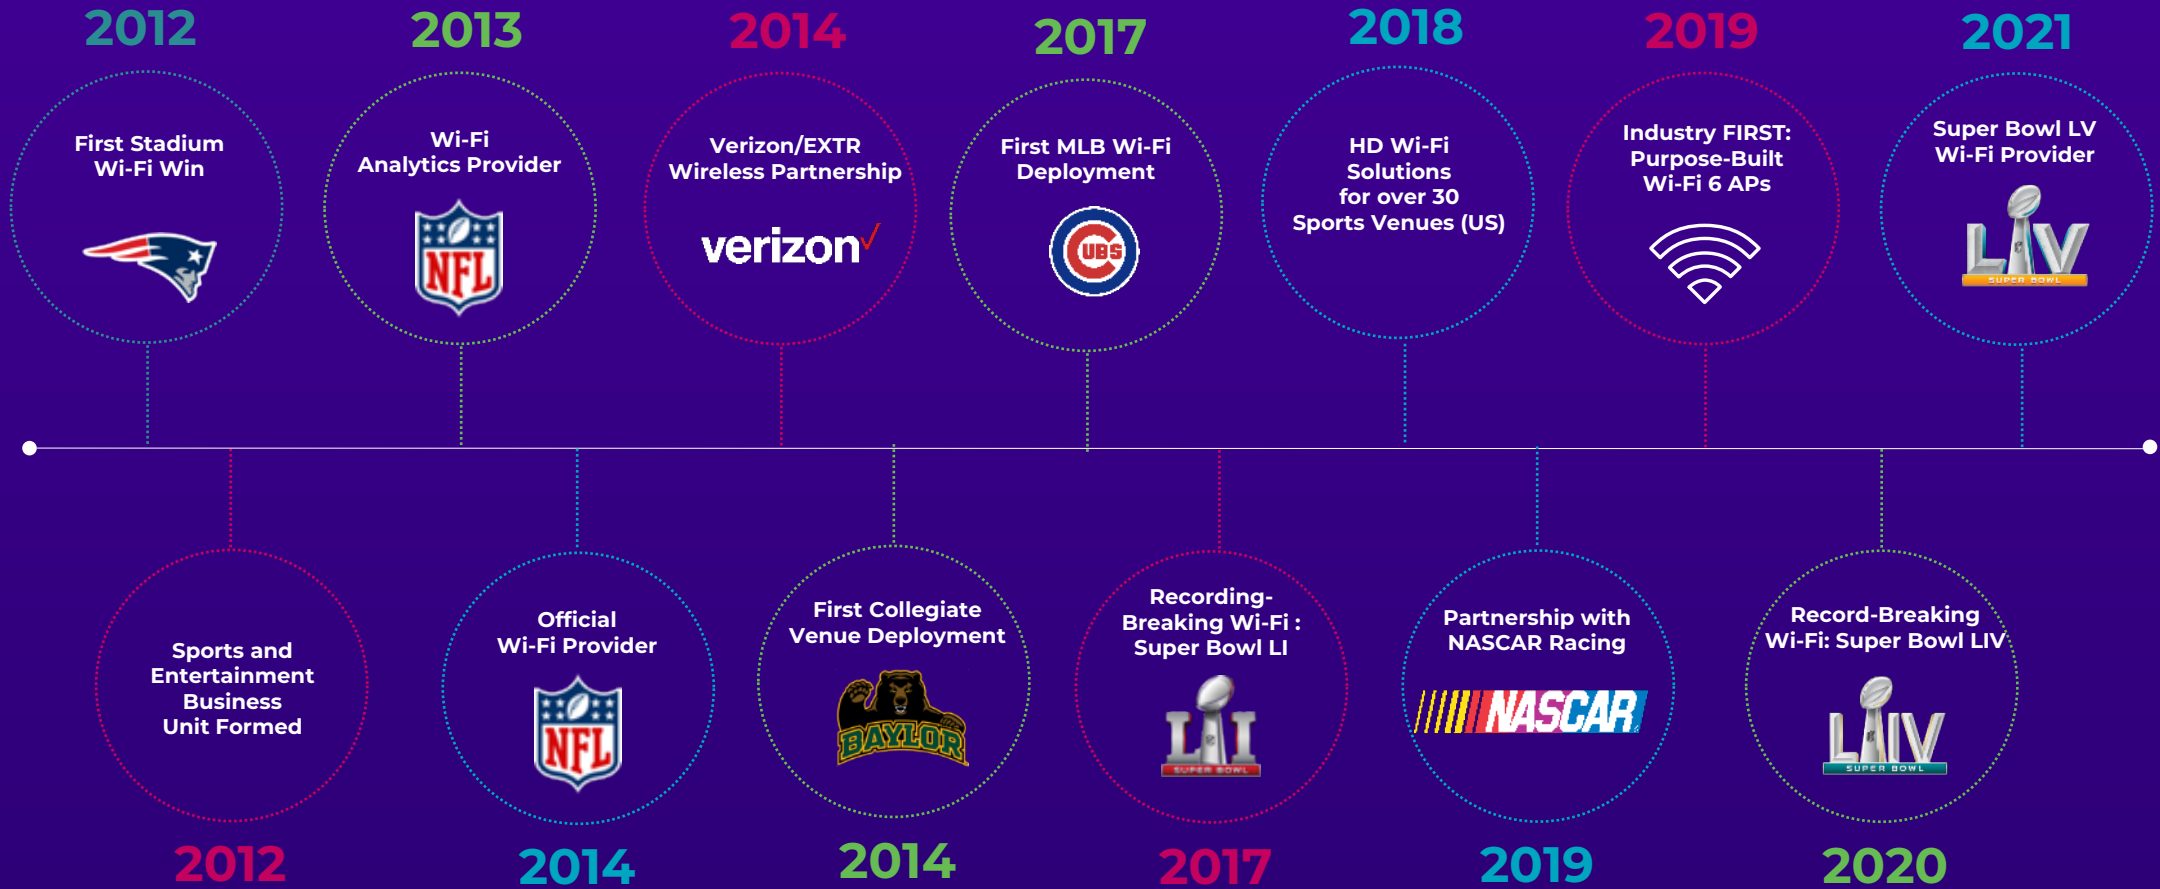 2012
2013
2014
2017
2018
2019
2021
First Stadium
Wi-Fi Win
Wi-Fi
Analytics Provider
NFL
Verizon/EXTR
Wireless Partnership
verizon
First MLB Wi-Fi
Deployment
CUBS
HD Wi-Fi
Solutions
for over 30
Sports Venues (US)
Industry FIRST:
Purpose-Built
Wi-Fi 6 APs
Super Bowl LV
Wi-Fi Provider
LV
SUPER BOWL
Sports and
Entertainment
Business
Unit Formed
Official
Wi-Fi Provider
NFL
First Collegiate
Venue Deployment
BAYLOR
Recording-
Breaking Wi-Fi :
Super Bowl LI
LI
SUPER BOWL
Partnership with
NASCAR Racing
NASCAR
Record-Breaking
Wi-Fi: Super Bowl LIV
LIV
SUPER BOWL
2012
2014
2014
2017
2019
2020